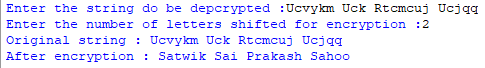 Enter the string do be depcrypted :Ucvykm Uck Rtcmcuj Ucjqq
Enter the number of letters shifted for encryption :2
Original string : Ucvykm Uck Rtcmcuj Ucjqq
After encryption : Satwik Sai Prakash Sahoo